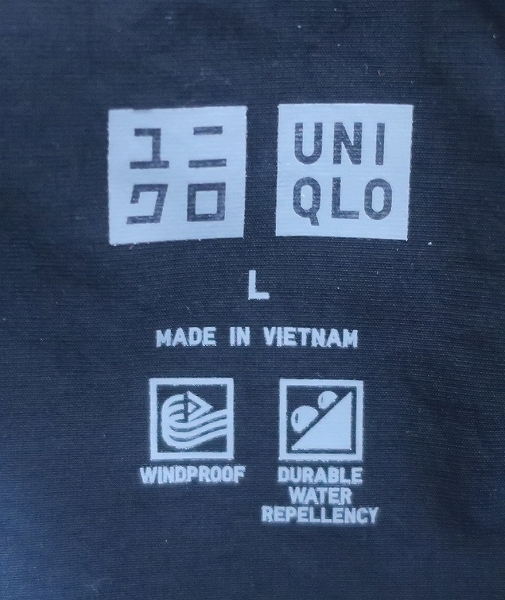 ユニ
クロ
UNI
QLO
L
MADE IN VIETNAM
WINDPROOF
DURABLE
WATER
REPELLENCY